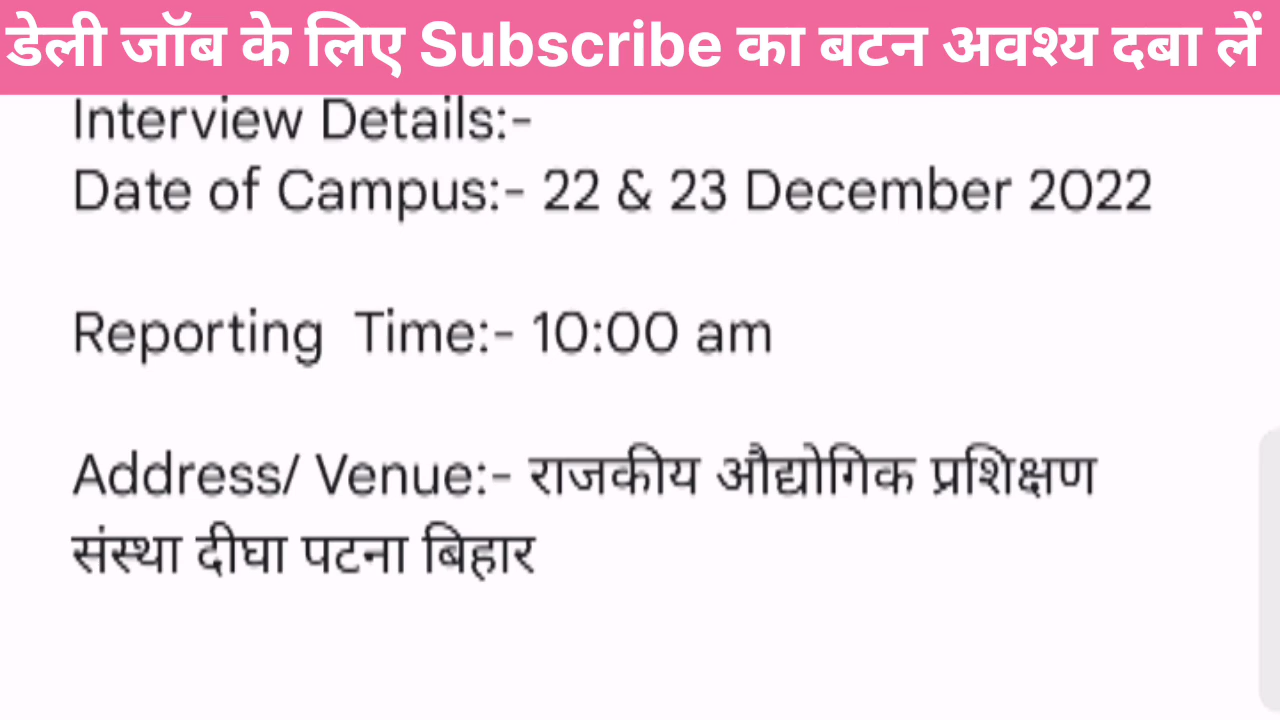 डेली जॉब के लिए Subscribe का बटन अवश्य दबा लें
Interview Details:-
Date of Campus:- 22 & 23 December 2022
Reporting Time:- 10:00 am
Address/ Venue:- राजकीय औद्योगिक प्रशिक्षण
संस्था दीघा पटना बिहार